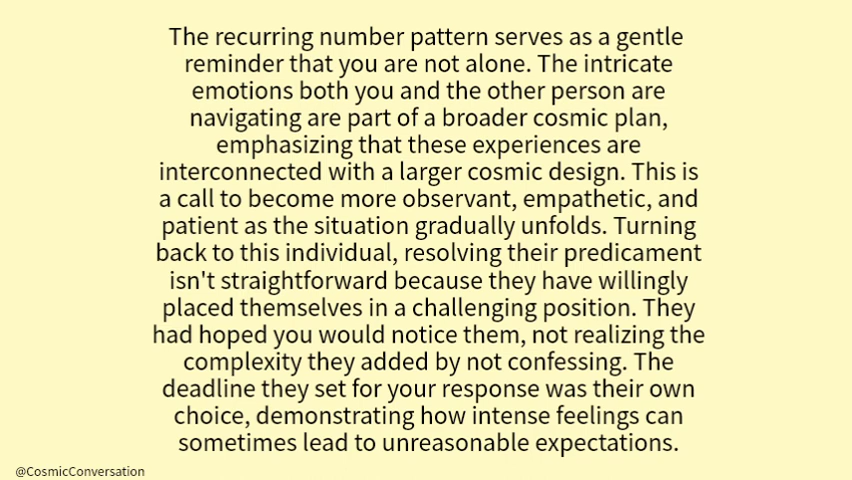 The recurring number pattern serves as a gentle
reminder that you are not alone. The intricate
emotions both you and the other person are
navigating are part of a broader cosmic plan,
emphasizing that these experiences are
interconnected with a larger cosmic design. This is
a call to become more observant, empathetic, and
patient as the situation gradually unfolds. Turning
back to this individual, resolving their predicament
isn't straightforward because they have willingly
placed themselves in a challenging position. They
had hoped you would notice them, not realizing the
complexity they added by not confessing. The
deadline they set for your response was their own
choice, demonstrating how intense feelings can
sometimes lead to unreasonable expectations.
@CosmicConversation